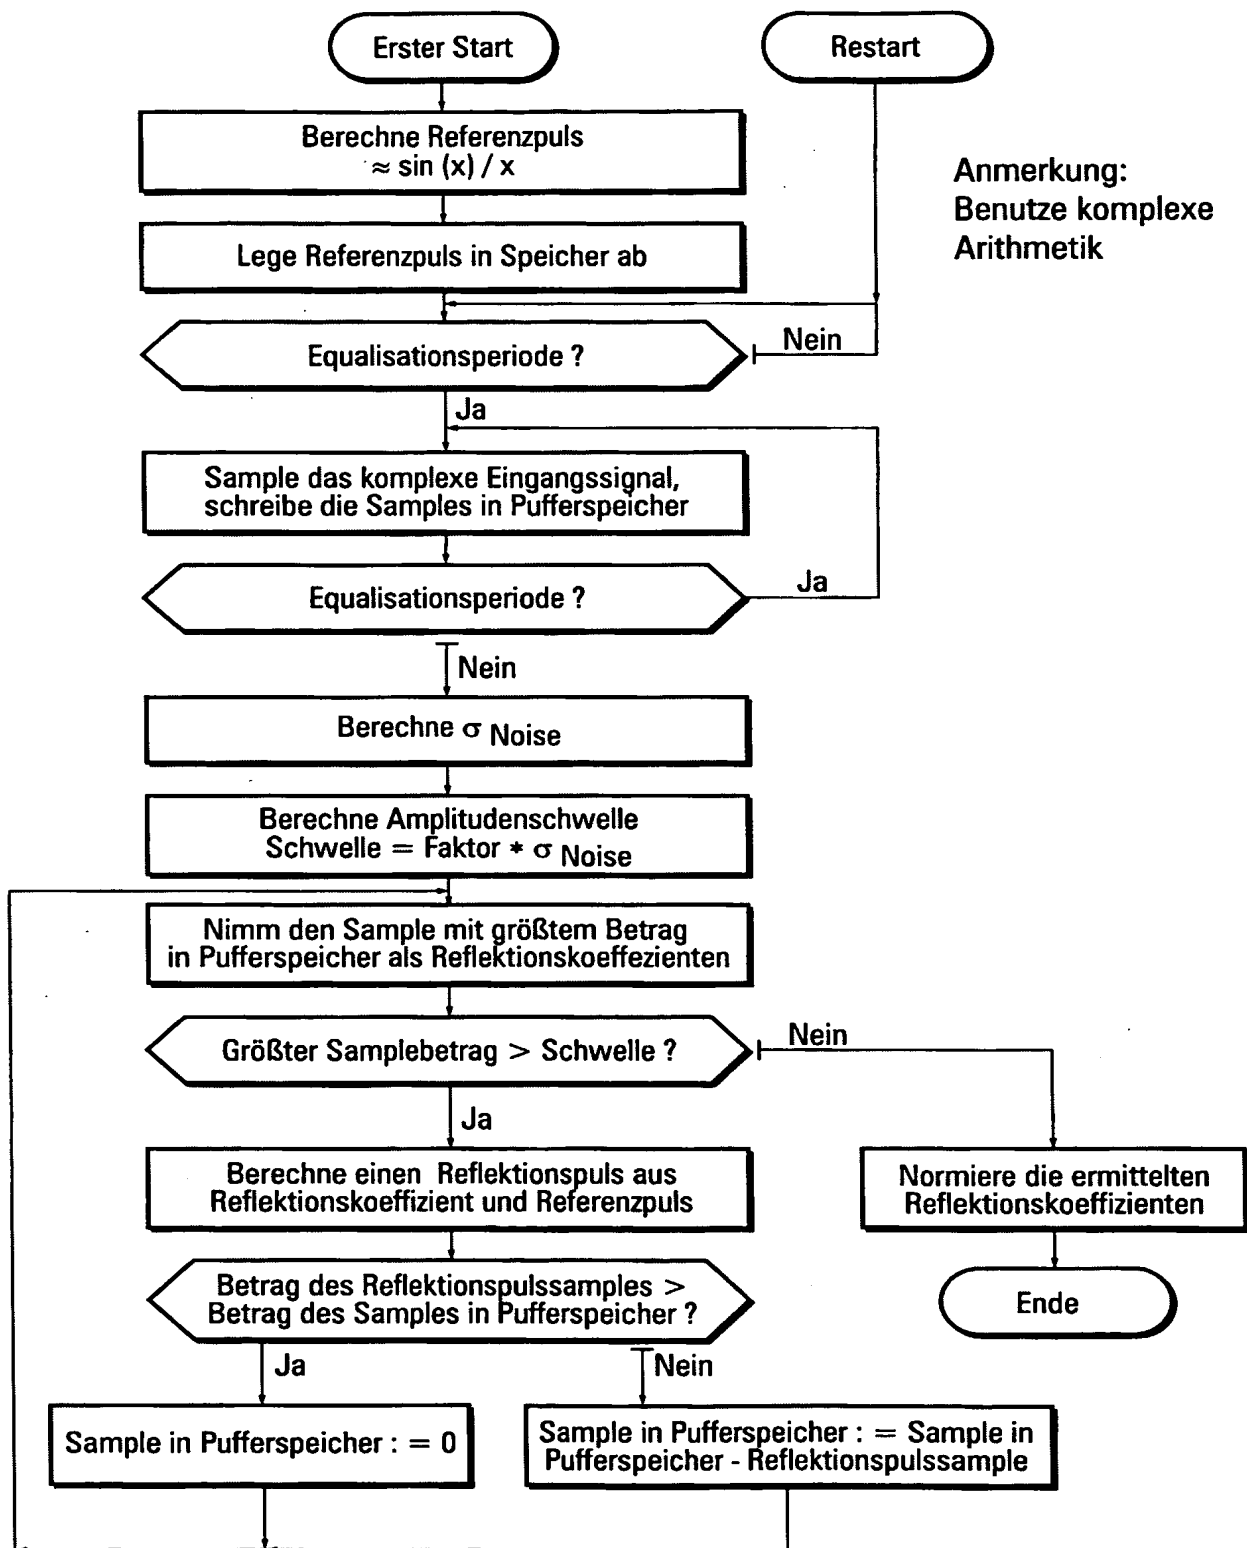 Erster Start
Restart
Berechne Referenzpuls
≈ sin (x) / x
Anmerkung:
Benutze komplexe
Arithmetik
Lege Referenzpuls in Speicher ab
Equalisationsperiode ?
Nein
Ja
Sample das komplexe Eingangssignal,
schreibe die Samples in Pufferspeicher
Equalisationsperiode ?
Ja
Nein
Berechne σ Noise
Berechne Amplitudenschwelle
Schwelle = Faktor * σ Noise
Nimm den Sample mit größtem Betrag
in Pufferspeicher als Reflektionskoeffezienten
Größter Samplebetrag > Schwelle ?
Nein
Ja
Berechne einen Reflektionspuls aus
Reflektionskoeffizient und Referenzpuls
Normiere die ermittelten
Reflektionskoeffizienten
Betrag des Reflektionspulssamples >
Betrag des Samples in Pufferspeicher ?
Ende
Ja
Nein
Sample in Pufferspeicher : = 0
Sample in Pufferspeicher : = Sample in
Pufferspeicher - Reflektionspulssample